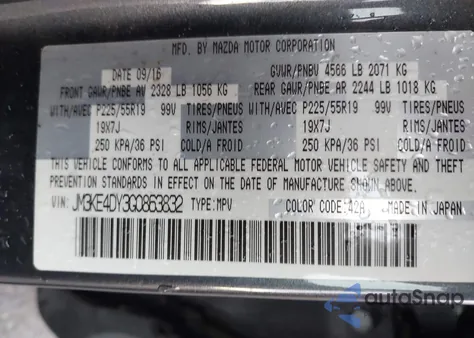 MFD. BY MAZDA MOTOR CORPORATION
DATE 09/15 GVWR/PNBV 4566 LB 2071 KG
FRONT GAWR/PNBE AV 2328 LB 1056 KG REAR GAWR/PNBE AR 2244 LB 1018 KG
WITH/AVEC P225/55R19 99V TIRES/PNEUS WITH/AVEC P225/55R19 99V TIRES/PNEUS
19X7J RIMS/JANTES 19X7J RIMS/JANTES
250 KPA/36 PSI COLD/A FROID 250 KPA/36 PSI COLD/A FROID
THIS VEHICLE CONFORMS TO ALL APPLICABLE FEDERAL MOTOR VEHICLE SAFETY AND THEFT
PREVENTION STANDARDS IN EFFECT ON THE DATE OF MANUFACTURE SHOWN ABOVE.
VIN: JM3KE4DY3G0863832 TYPE: MPV COLOR CODE: 42A MADE IN JAPAN
autoSnap